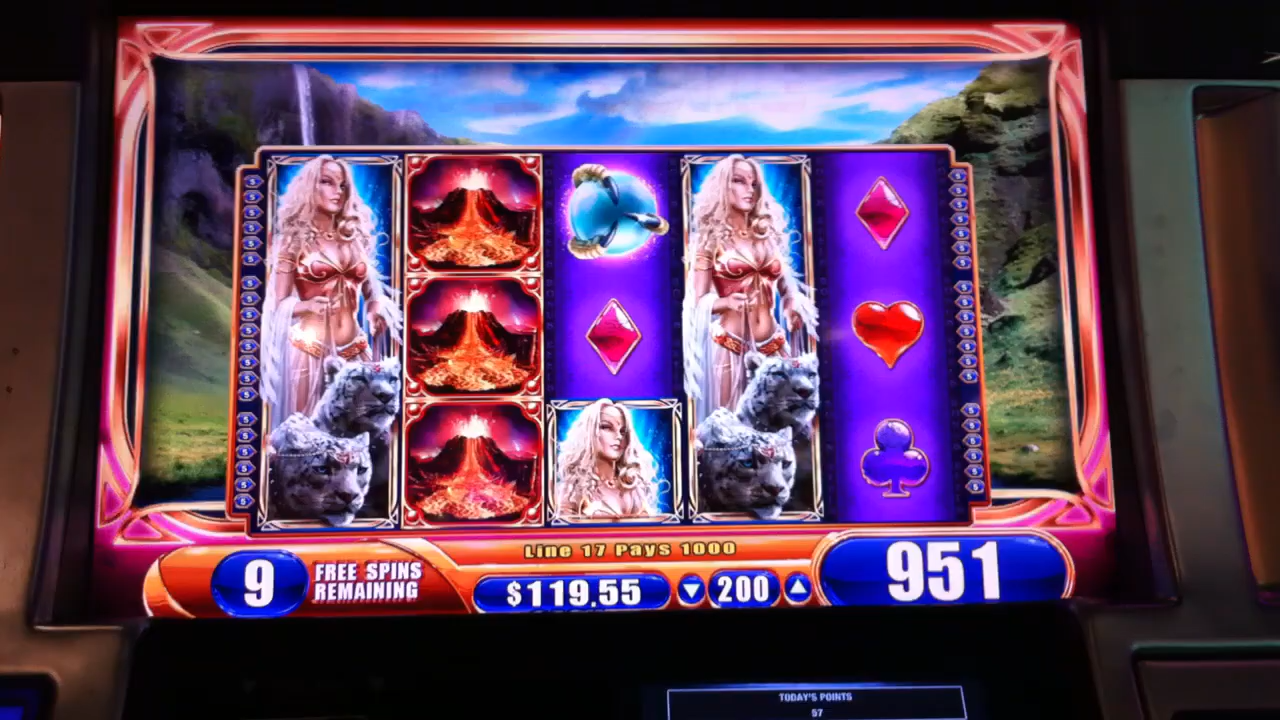 Line 17 Pays 1000
9
FREE SPINS
REMAINING
$119.55
200
951
TODAY'S POINTS
57